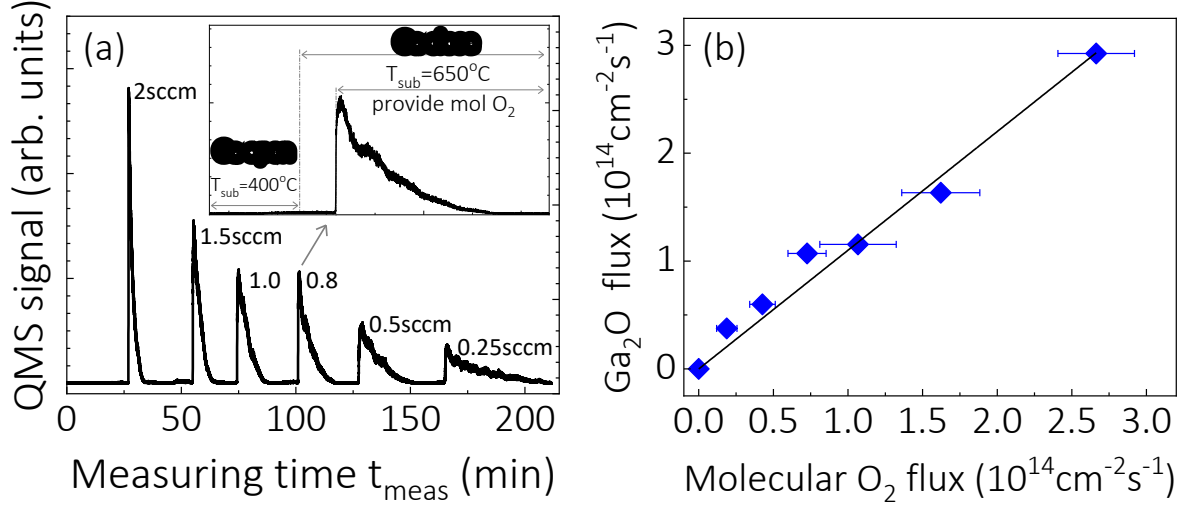 (a)
QMS signal (arb. units)
2sccm
1.5sccm
1.0
0.8
0.5sccm
0.25sccm
T_sub=650°C
provide mol O₂
T_sub=400°C
0 50 100 150 200
Measuring time t_meas (min)
(b)
Ga₂O flux (10¹⁴cm⁻²s⁻¹)
3
2
1
0
0.0 0.5 1.0 1.5 2.0 2.5 3.0
Molecular O₂ flux (10¹⁴cm⁻²s⁻¹)